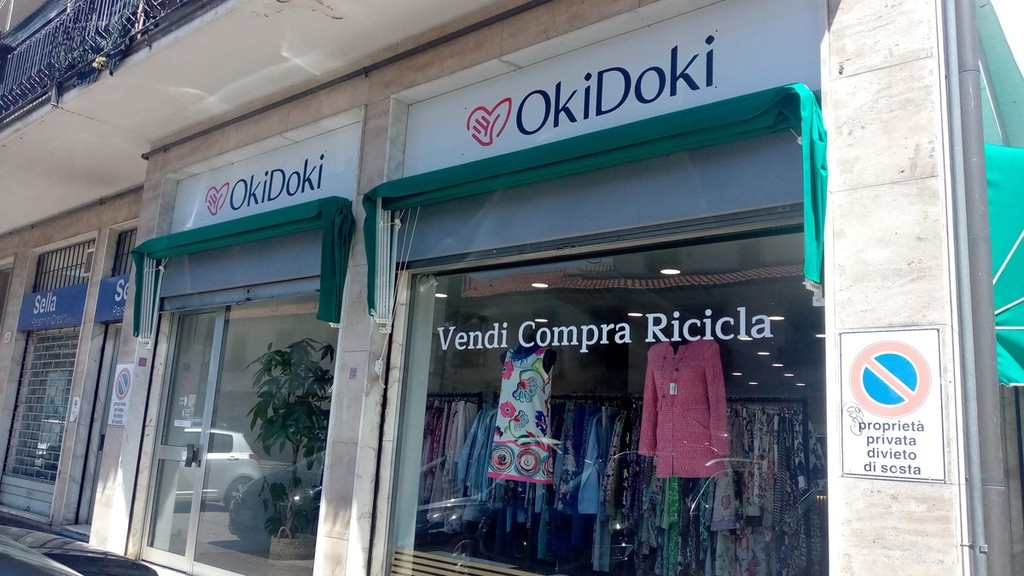 OkiDoki
OkiDoki
Sella
Vendi Compra Ricicla
proprietà
privata
divieto
di sosta